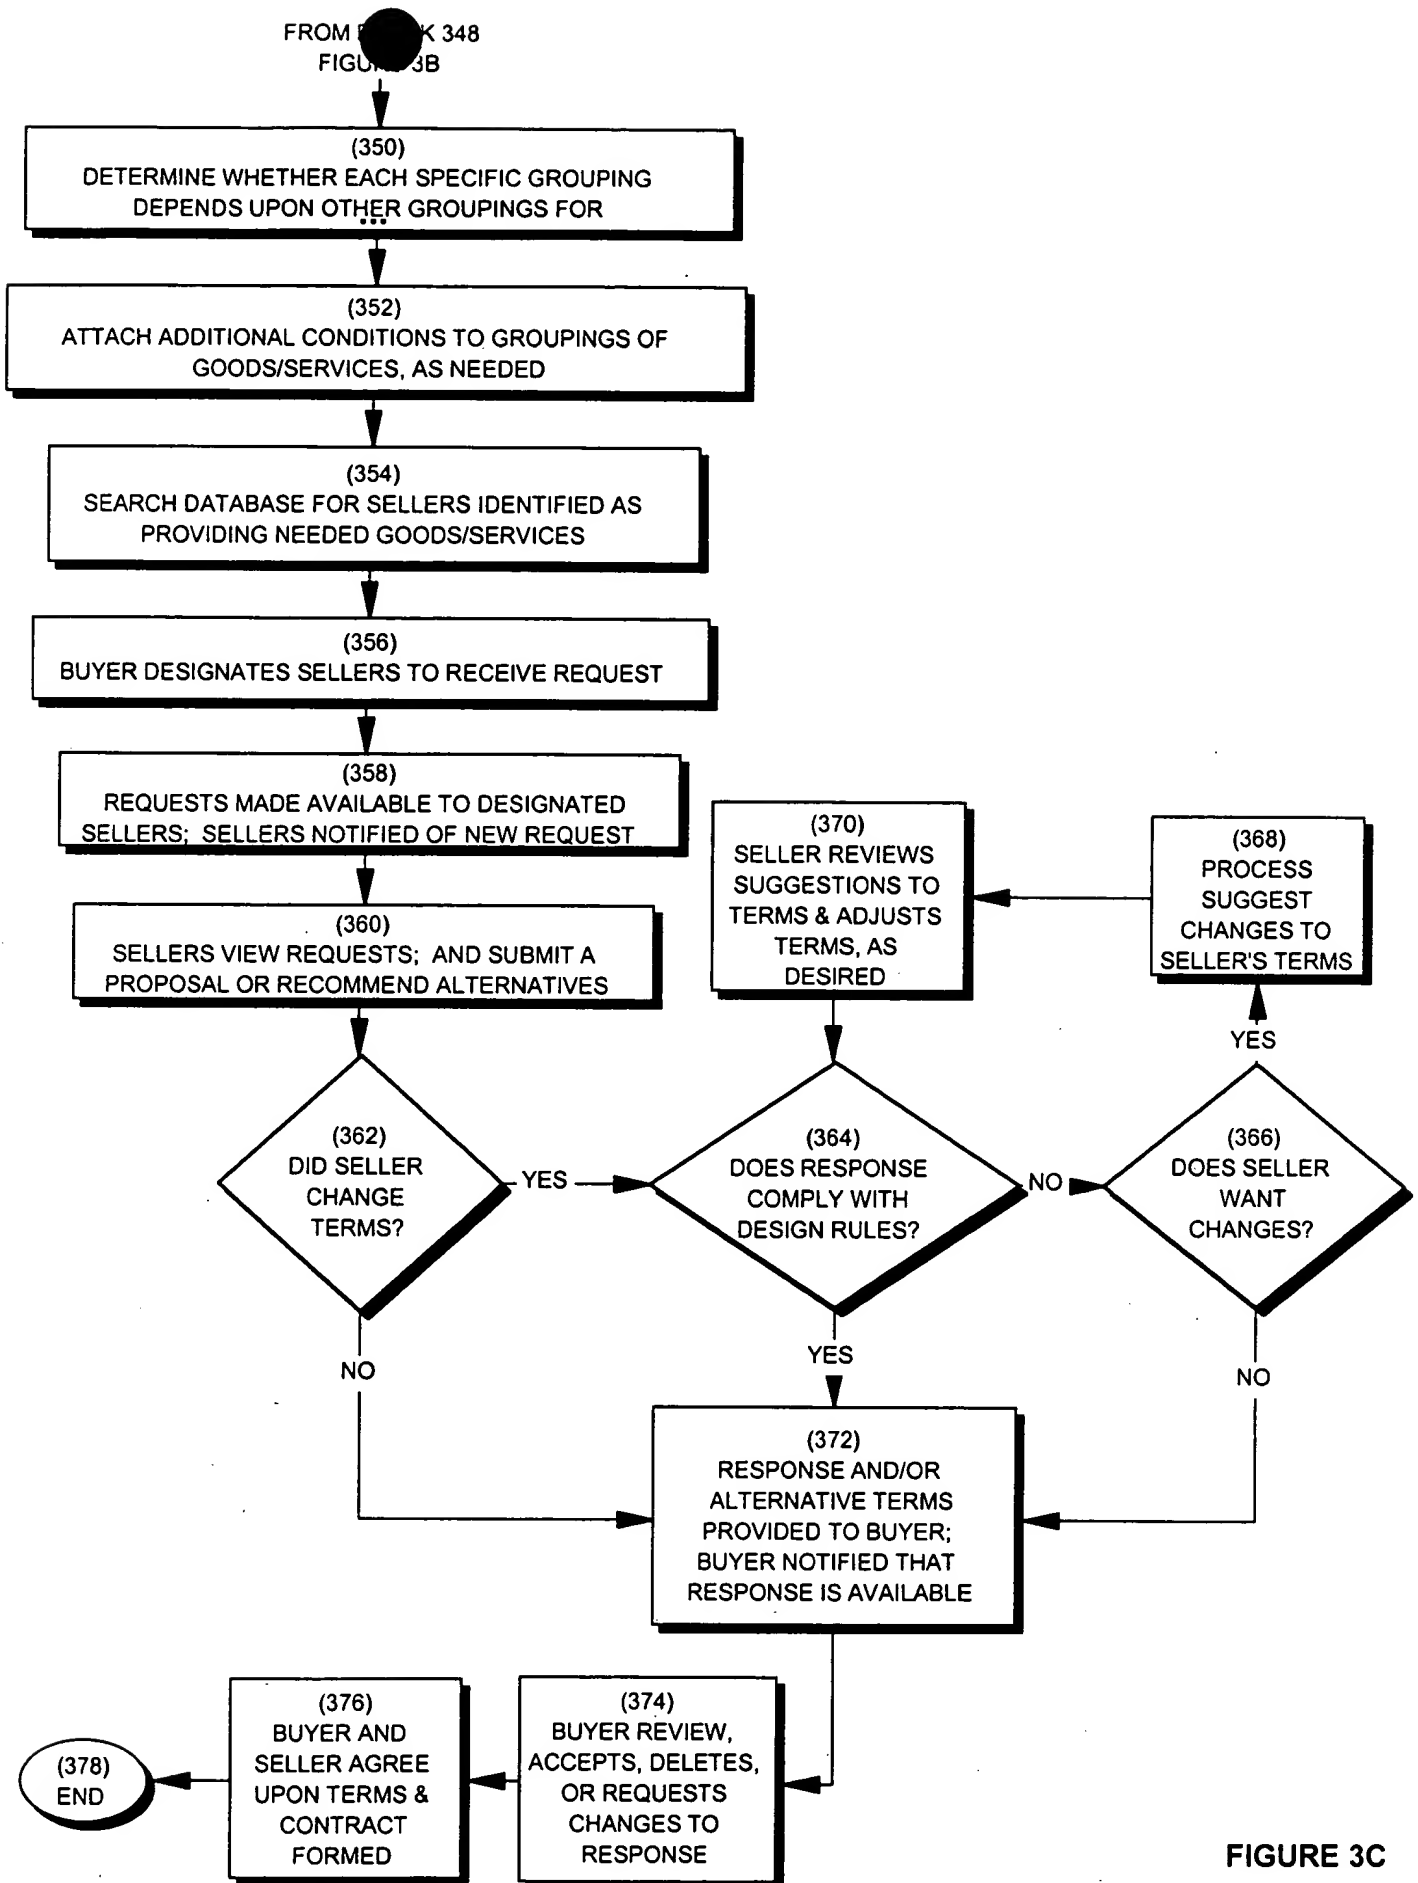 FROM 348
3B
(350)
DETERMINE WHETHER EACH SPECIFIC GROUPING
DEPENDS UPON OTHER GROUPINGS FOR
...
(352)
ATTACH ADDITIONAL CONDITIONS TO GROUPINGS OF
GOODS/SERVICES, AS NEEDED
(354)
SEARCH DATABASE FOR SELLERS IDENTIFIED AS
PROVIDING NEEDED GOODS/SERVICES
(356)
BUYER DESIGNATES SELLERS TO RECEIVE REQUEST
(358)
REQUESTS MADE AVAILABLE TO DESIGNATED
SELLERS; SELLERS NOTIFIED OF NEW REQUEST
(360)
SELLERS VIEW REQUESTS; AND SUBMIT A
PROPOSAL OR RECOMMEND ALTERNATIVES
(370)
SELLER REVIEWS
SUGGESTIONS TO
TERMS & ADJUSTS
TERMS, AS
DESIRED
(368)
PROCESS
SUGGEST
CHANGES TO
SELLER'S TERMS
YES
(362)
DID SELLER
CHANGE
TERMS?
YES
(364)
DOES RESPONSE
COMPLY WITH
DESIGN RULES?
NO
(366)
DOES SELLER
WANT
CHANGES?
NO
YES
NO
(372)
RESPONSE AND/OR
ALTERNATIVE TERMS
PROVIDED TO BUYER;
BUYER NOTIFIED THAT
RESPONSE IS AVAILABLE
(378)
END
(376)
BUYER AND
SELLER AGREE
UPON TERMS &
CONTRACT
FORMED
(374)
BUYER REVIEW,
ACCEPTS, DELETES,
OR REQUESTS
CHANGES TO
RESPONSE
FIGURE 3C